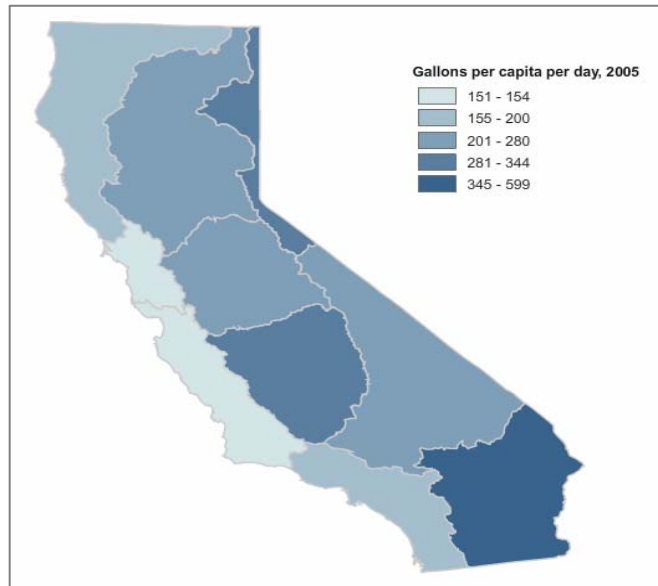 Gallons per capita per day, 2005
151 - 154
155 - 200
201 - 280
281 - 344
345 - 599